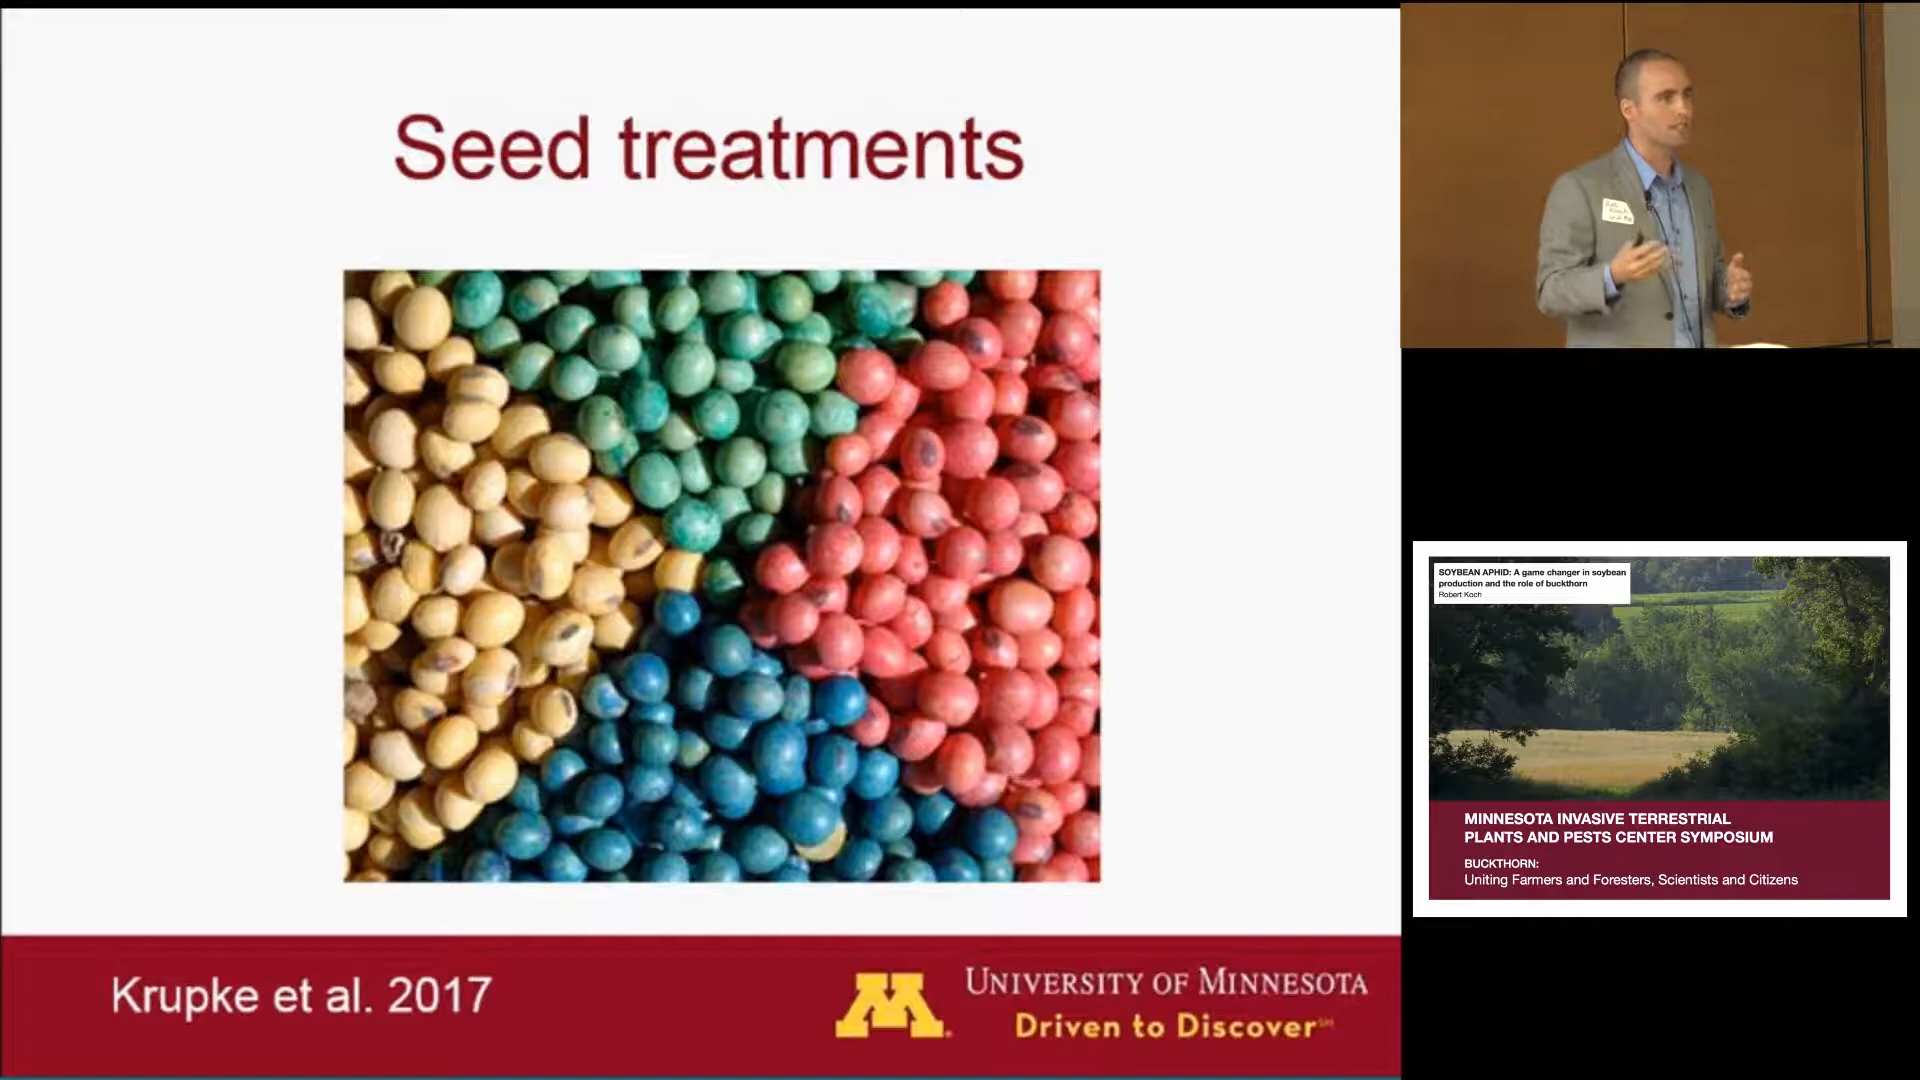 Seed treatments
Krupke et al. 2017
UNIVERSITY OF MINNESOTA
Driven to Discover℠
SOYBEAN APHID: A game changer in soybean
production and the role of buckthorn
Robert Koch
MINNESOTA INVASIVE TERRESTRIAL
PLANTS AND PESTS CENTER SYMPOSIUM
BUCKTHORN:
Uniting Farmers and Foresters, Scientists and Citizens